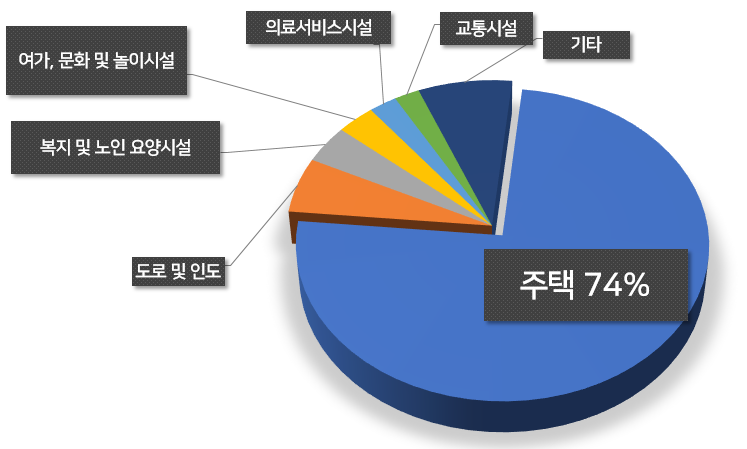 의료서비스시설
교통시설
기타
여가, 문화 및 놀이시설
복지 및 노인 요양시설
도로 및 인도
주택 74%